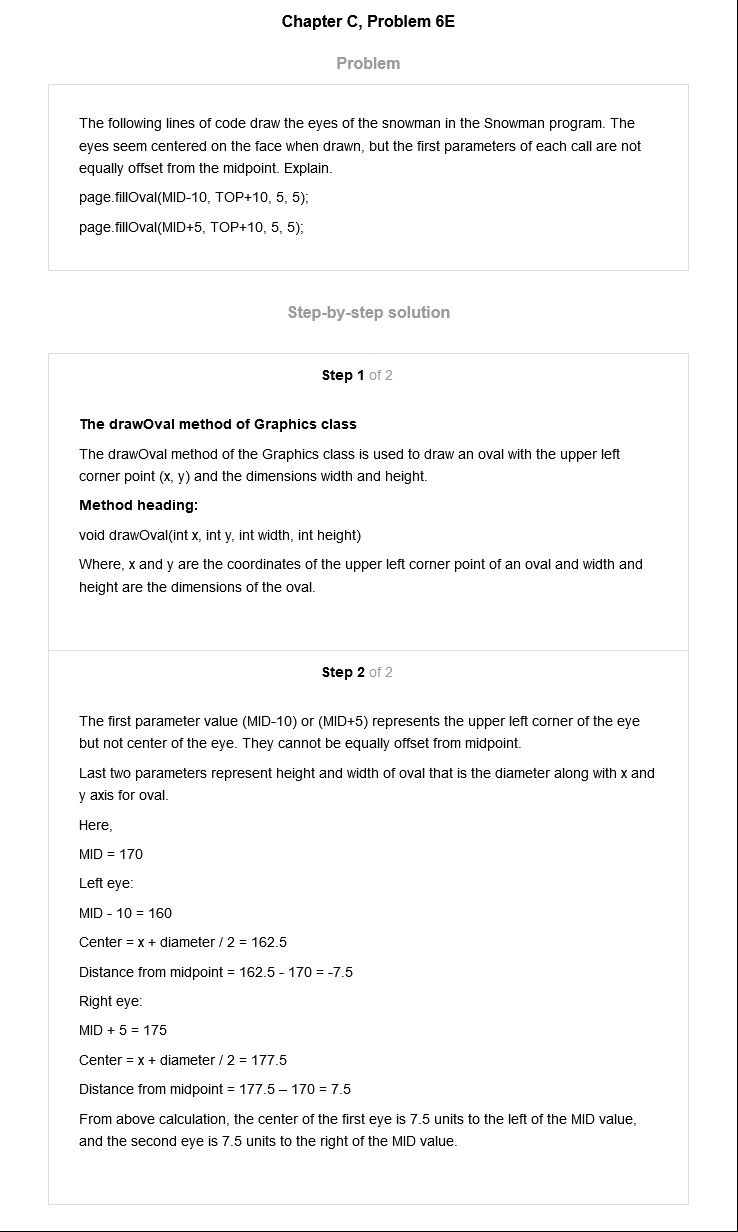 Chapter C, Problem 6E
Problem
The following lines of code draw the eyes of the snowman in the Snowman program. The
eyes seem centered on the face when drawn, but the first parameters of each call are not
equally offset from the midpoint. Explain.
page.fillOval(MID-10, TOP+10, 5, 5);
page.fillOval(MID+5, TOP+10, 5, 5);
Step-by-step solution
Step 1 of 2
The drawOval method of Graphics class
The drawOval method of the Graphics class is used to draw an oval with the upper left
corner point (x, y) and the dimensions width and height.
Method heading:
void drawOval(int x, int y, int width, int height)
Where, x and y are the coordinates of the upper left corner point of an oval and width and
height are the dimensions of the oval.
Step 2 of 2
The first parameter value (MID-10) or (MID+5) represents the upper left corner of the eye
but not center of the eye. They cannot be equally offset from midpoint.
Last two parameters represent height and width of oval that is the diameter along with x and
y axis for oval.
Here,
MID = 170
Left eye:
MID - 10 = 160
Center = x + diameter / 2 = 162.5
Distance from midpoint = 162.5 - 170 = -7.5
Right eye:
MID + 5 = 175
Center = x + diameter / 2 = 177.5
Distance from midpoint = 177.5 – 170 = 7.5
From above calculation, the center of the first eye is 7.5 units to the left of the MID value,
and the second eye is 7.5 units to the right of the MID value.